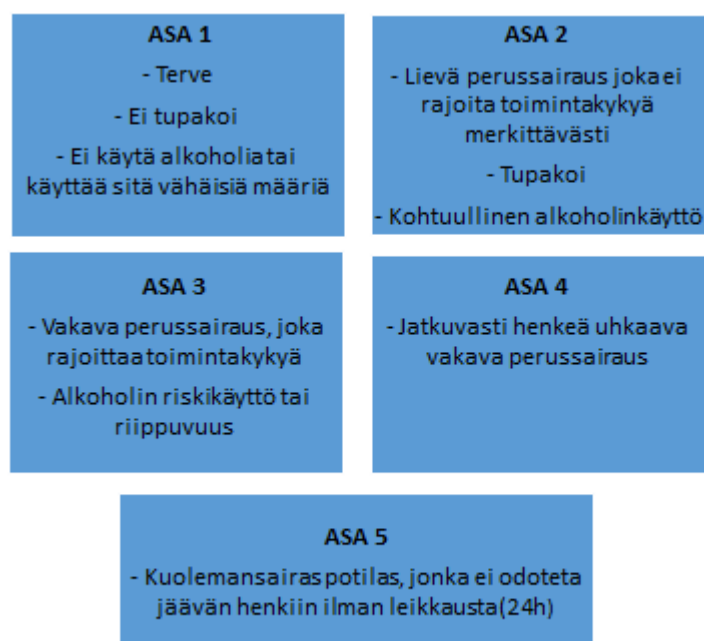 ASA 1
- Terve
- Ei tupakoi
- Ei käytä alkoholia tai
käyttää sitä vähäisiä määriä
ASA 2
- Lievä perussairaus joka ei
rajoita toimintakykyä
merkittävästi
- Tupakoi
- Kohtuullinen alkoholinkäyttö
ASA 3
- Vakava perussairaus, joka
rajoittaa toimintakykyä
- Alkoholin riskikäyttö tai
riippuvuus
ASA 4
- Jatkuvasti henkeä uhkaava
vakava perussairaus
ASA 5
- Kuolemansairas potilas, jonka ei odoteta
jäävän henkiin ilman leikkausta(24h)